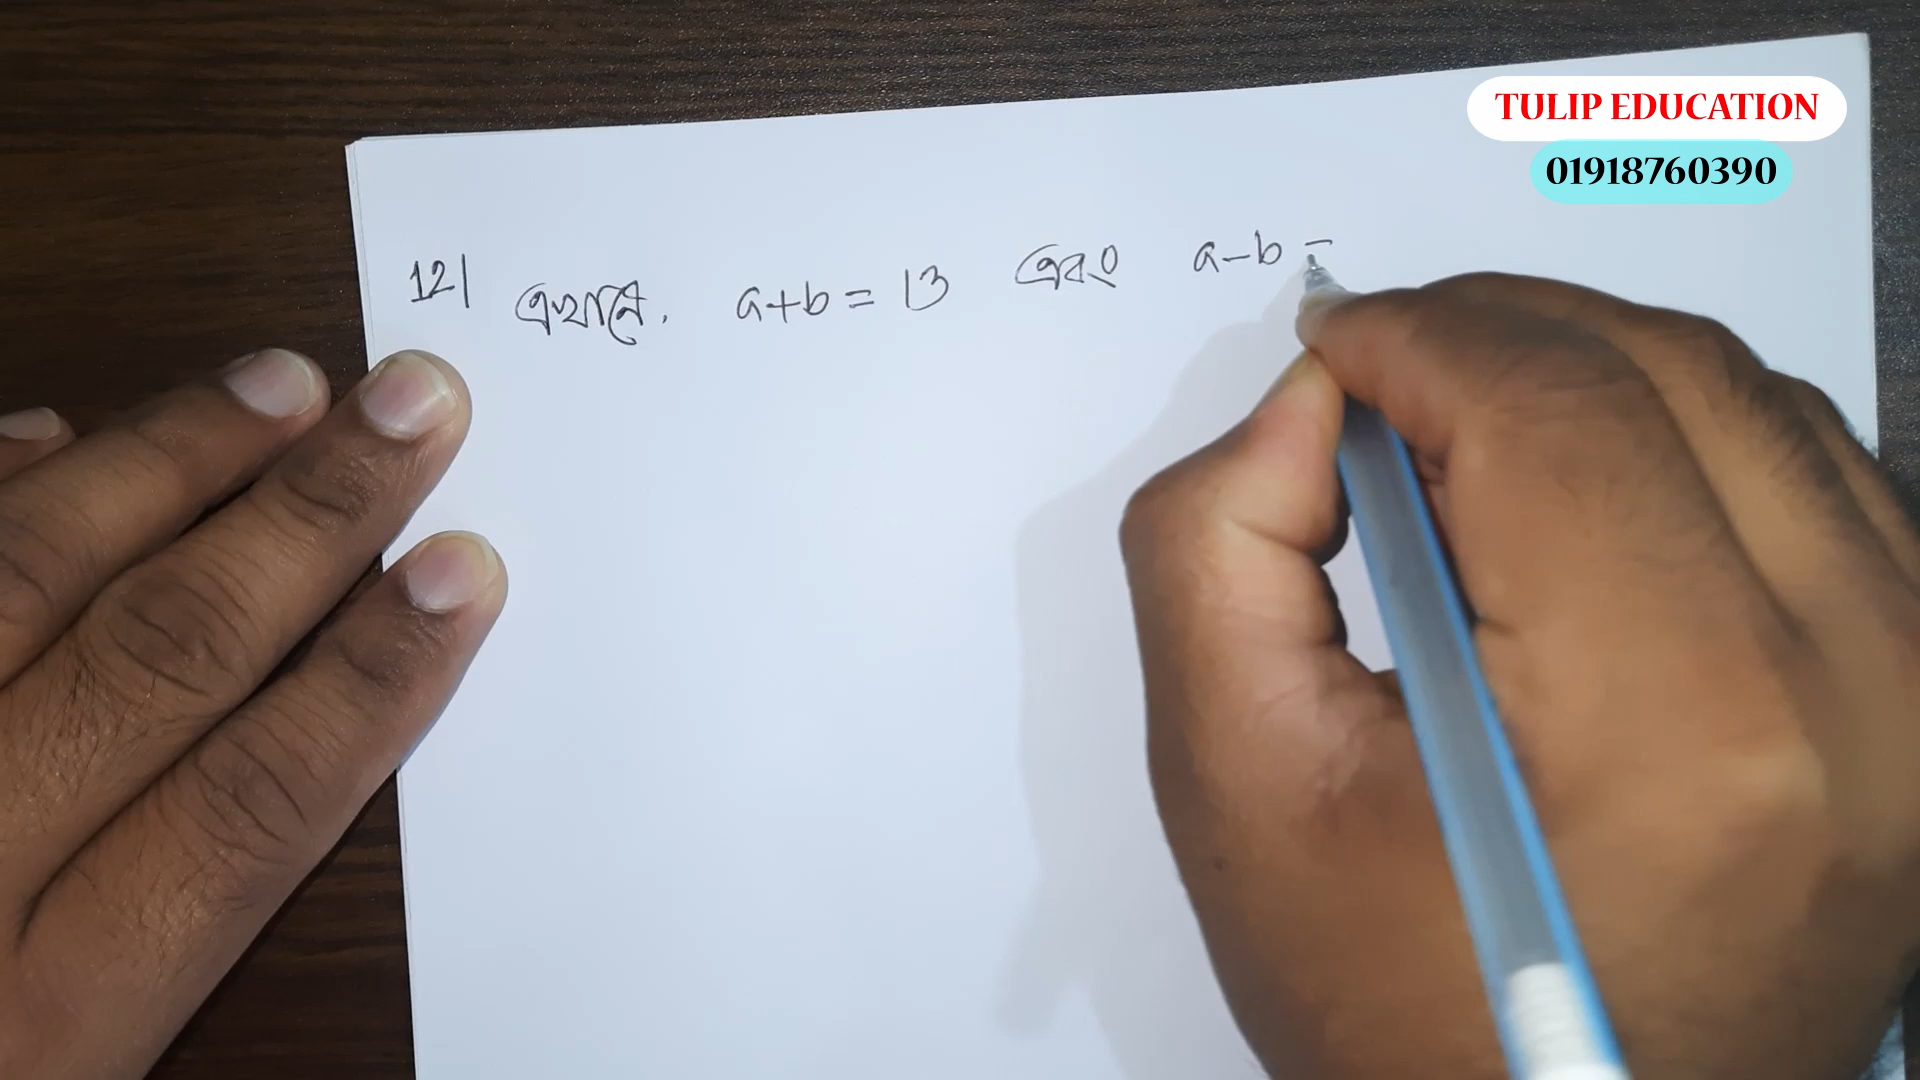 TULIP EDUCATION
01918760390
12। এখানে, a+b = 13 এবং a-b =